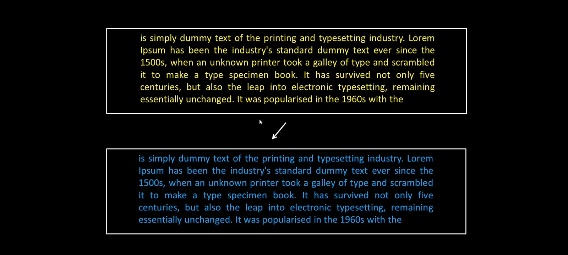 is simply dummy text of the printing and typesetting industry. Lorem
Ipsum has been the industry's standard dummy text ever since the
1500s, when an unknown printer took a galley of type and scrambled
it to make a type specimen book. It has survived not only five
centuries, but also the leap into electronic typesetting, remaining
essentially unchanged. It was popularised in the 1960s with the
is simply dummy text of the printing and typesetting industry. Lorem
Ipsum has been the industry's standard dummy text ever since the
1500s, when an unknown printer took a galley of type and scrambled
it to make a type specimen book. It has survived not only five
centuries, but also the leap into electronic typesetting, remaining
essentially unchanged. It was popularised in the 1960s with the